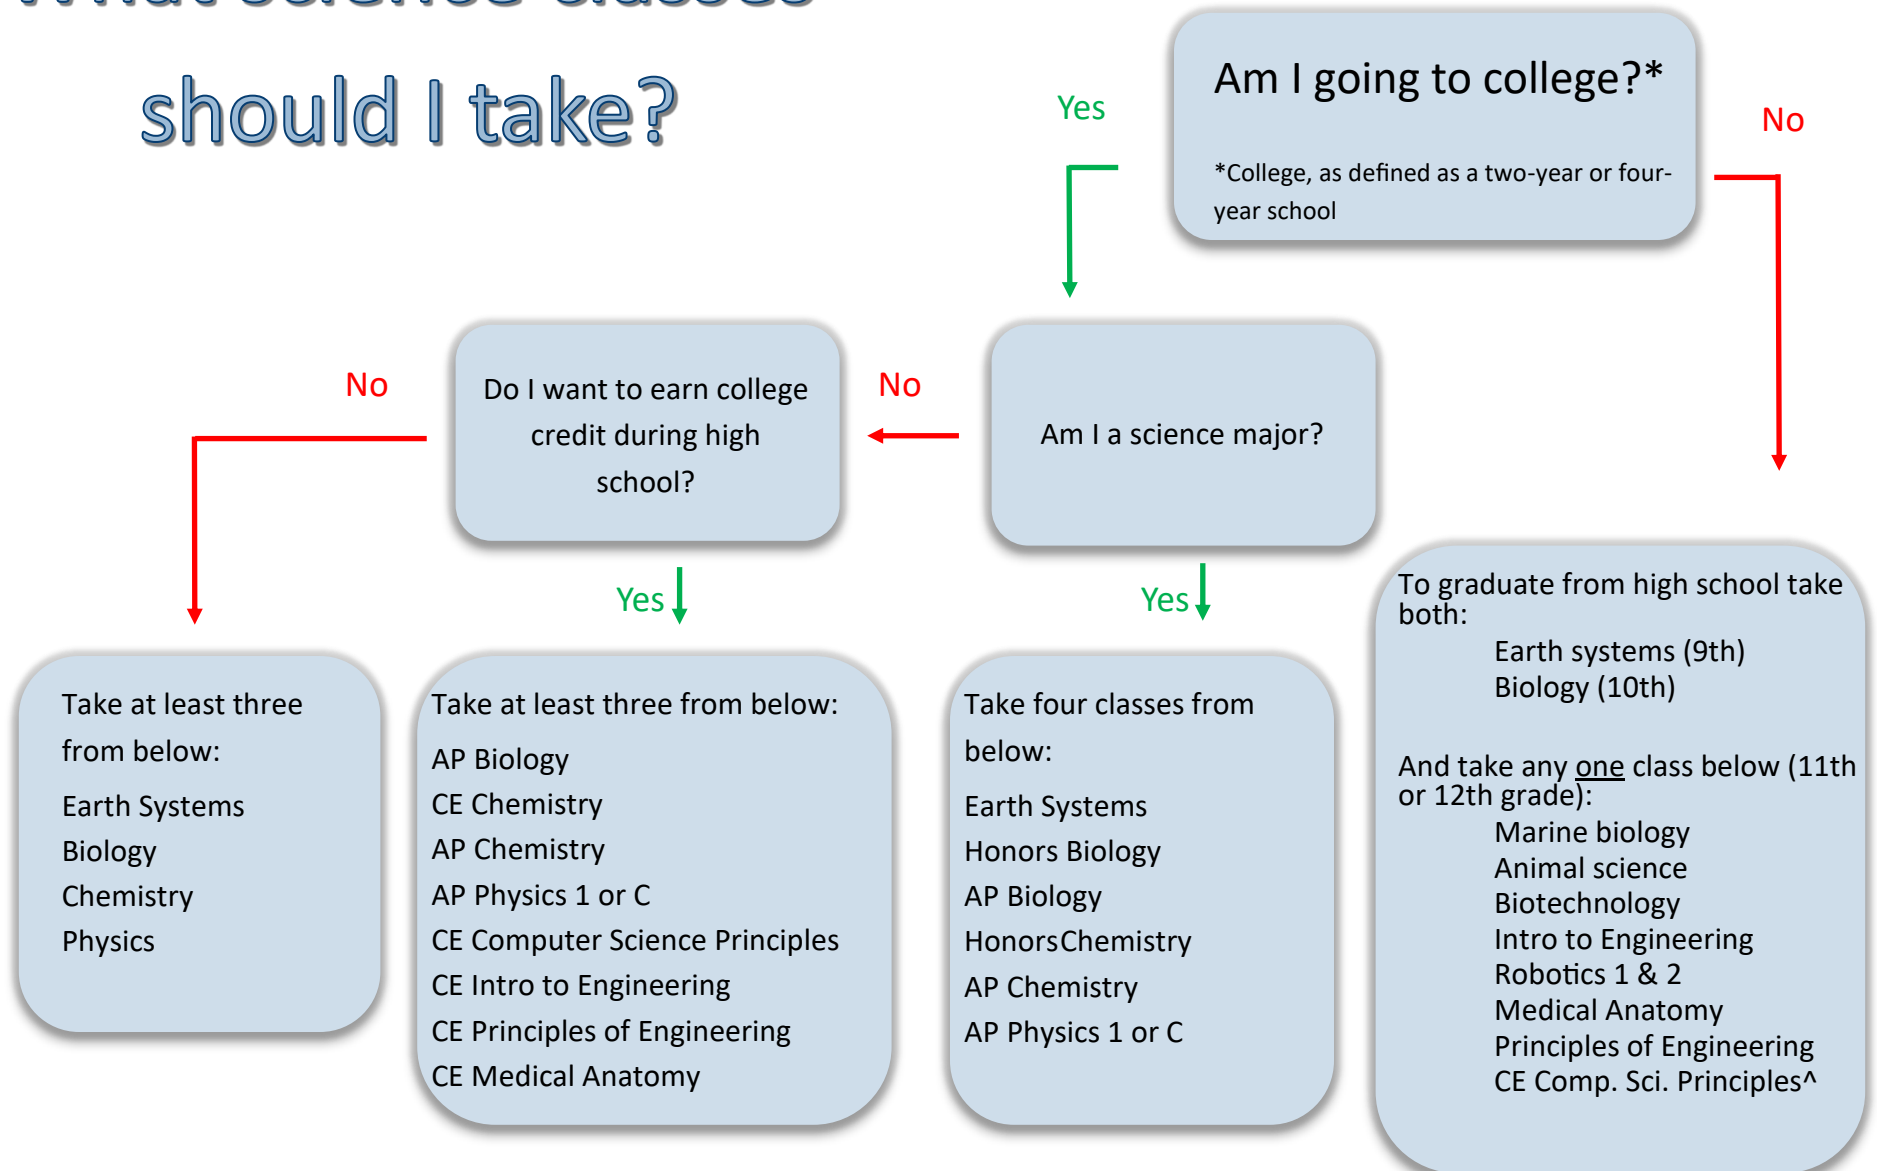 What science classes
should I take?
Am I going to college?*
*College, as defined as a two-year or four-
year school
Yes
No
Am I a science major?
No
Do I want to earn college
credit during high
school?
No
Yes
Yes
Take at least three
from below:
Earth Systems
Biology
Chemistry
Physics
Take at least three from below:
AP Biology
CE Chemistry
AP Chemistry
AP Physics 1 or C
CE Computer Science Principles
CE Intro to Engineering
CE Principles of Engineering
CE Medical Anatomy
Take four classes from
below:
Earth Systems
Honors Biology
AP Biology
Honors Chemistry
AP Chemistry
AP Physics 1 or C
To graduate from high school take
both:
Earth systems (9th)
Biology (10th)
And take any one class below (11th
or 12th grade):
Marine biology
Animal science
Biotechnology
Intro to Engineering
Robotics 1 & 2
Medical Anatomy
Principles of Engineering
CE Comp. Sci. Principles^